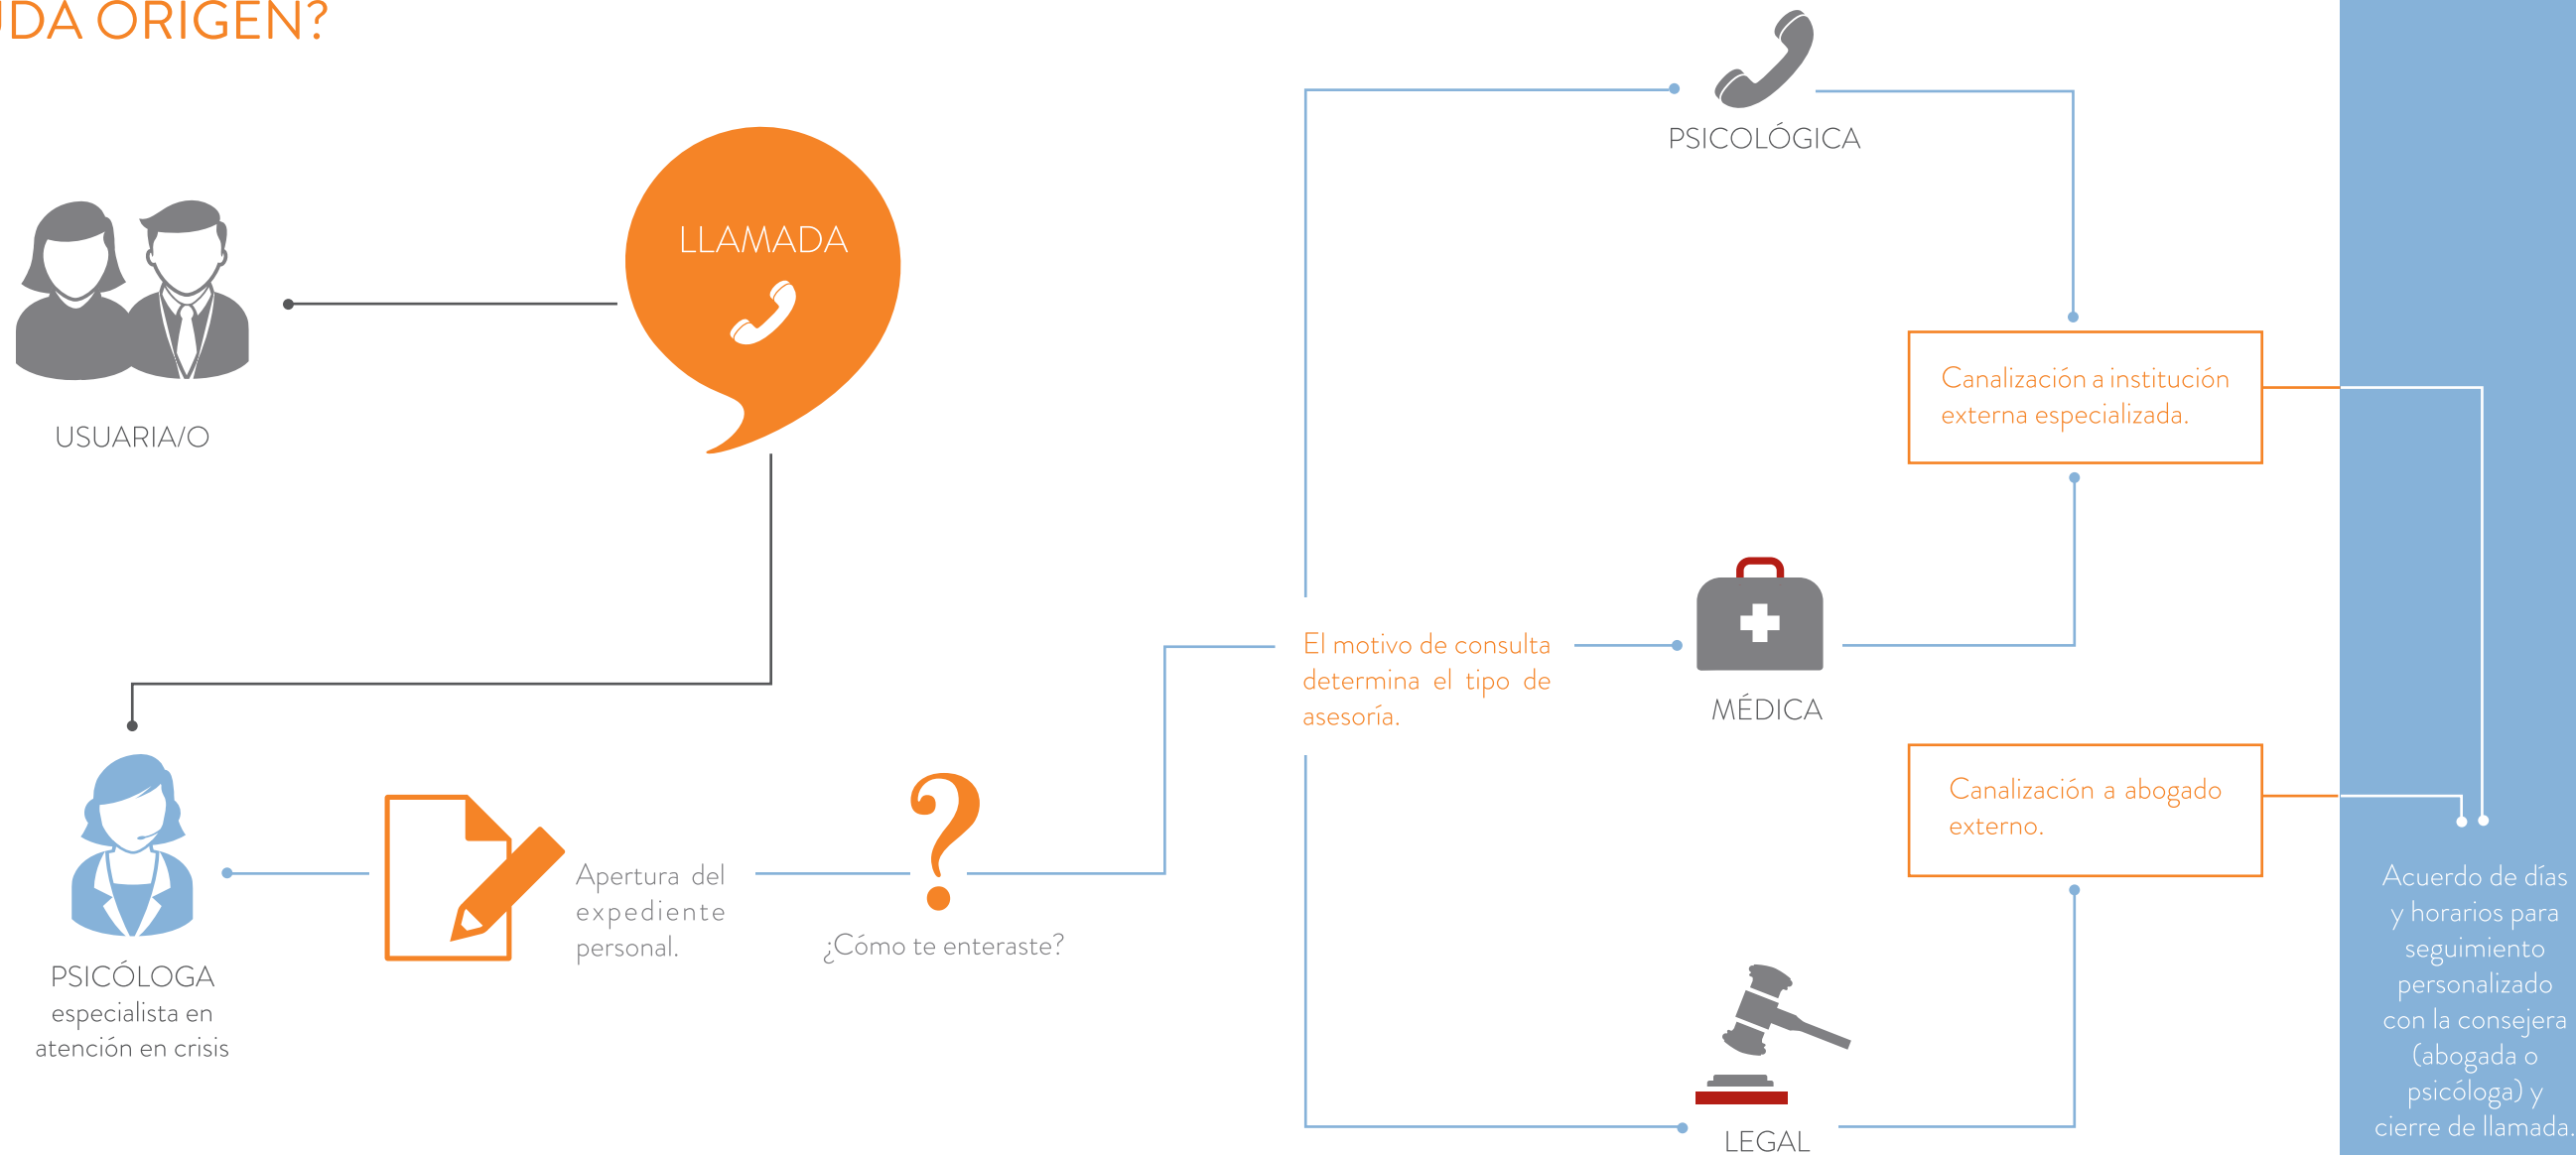 ORIGEN?
LLAMADA
USUARIA/O
PSICÓLOGA
especialista en
atención en crisis
Apertura del
expediente
personal.
¿Cómo te enteraste?
El motivo de consulta
determina el tipo de
asesoría.
PSICOLÓGICA
MÉDICA
LEGAL
Canalización a institución
externa especializada.
Canalización a abogado
externo.
Acuerdo de días
y horarios para
seguimiento
personalizado
con la consejera
(abogada o
psicóloga) y
cierre de llamada.